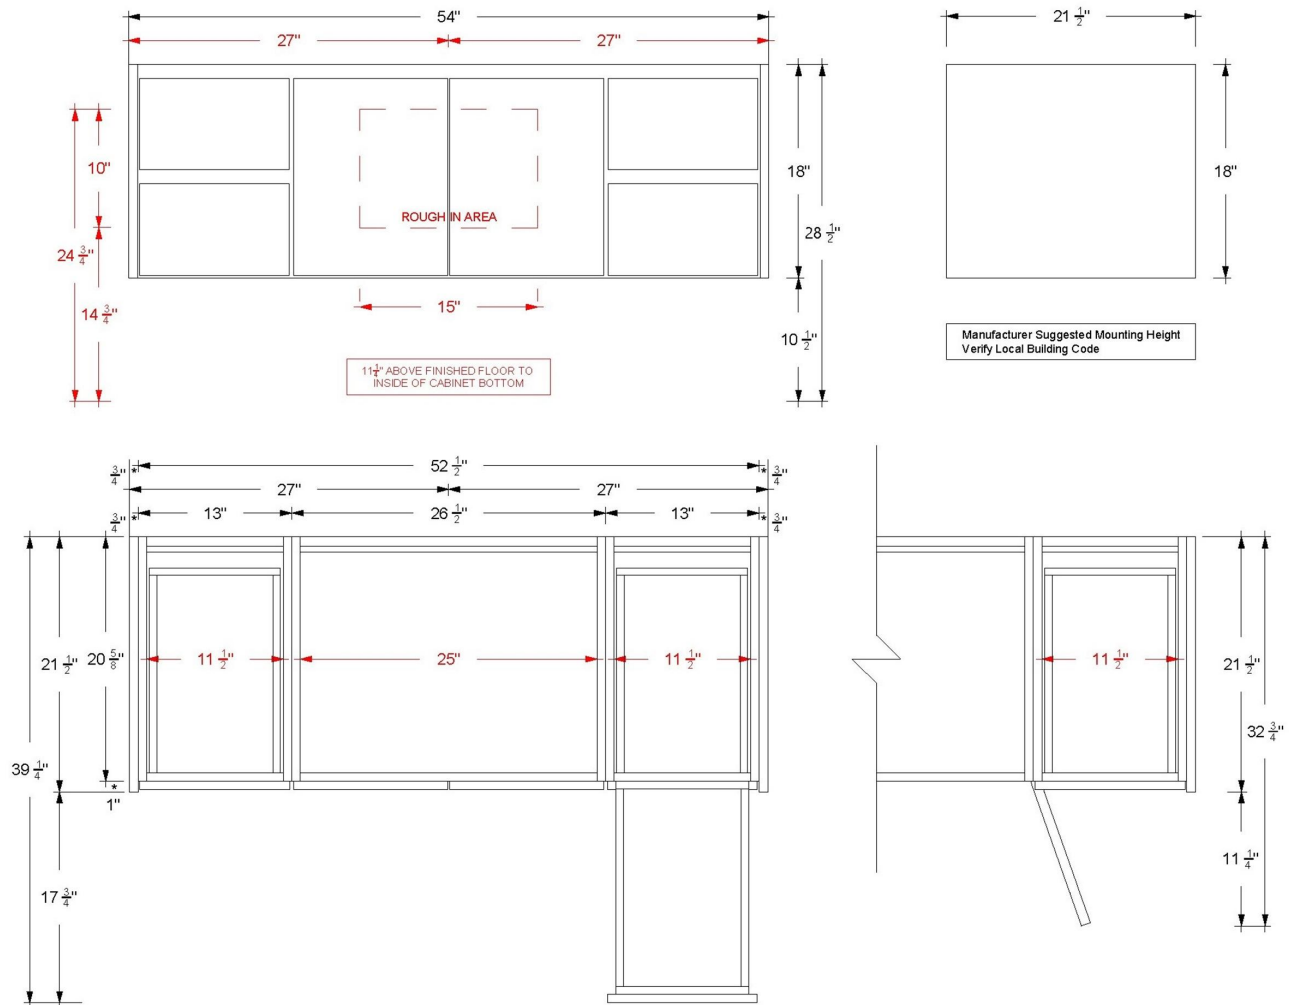 54"
21 1/2"
27" 27"
10"
18"
18"
ROUGH IN AREA
28 1/2"
24 3/4"
15"
14 3/4"
10 1/2"
Manufacturer Suggested Mounting Height
Verify Local Building Code
11 1/4" ABOVE FINISHED FLOOR TO
INSIDE OF CABINET BOTTOM
3/4" * 52 1/2" * 3/4"
27" 27"
3/4" * 13" 26 1/2" 13" * 3/4"
21 1/2" 20 5/8" 11 1/2" 25" 11 1/2" 11 1/2" 21 1/2"
32 3/4"
39 1/4"
*
1"
11 1/4"
17 3/4"